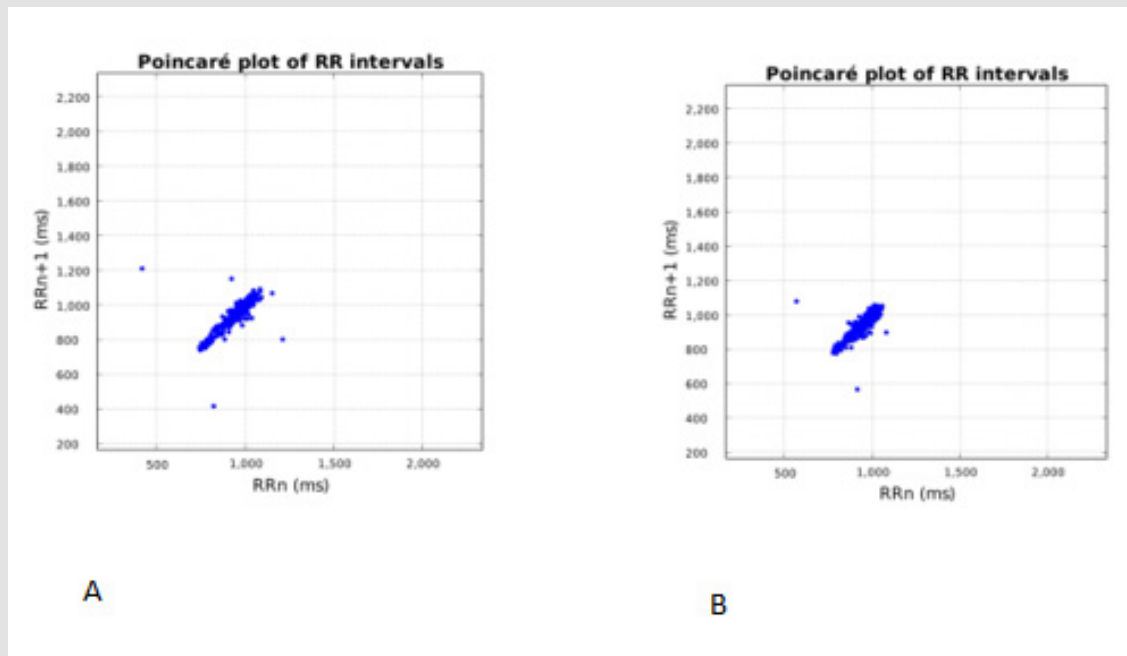 Poincaré plot of RR intervals
2,200
2,000
1,800
1,600
1,400
1,200
1,000
800
600
400
200
RRn+1 (ms)
500 1,000 1,500 2,000
RRn (ms)
A
Poincaré plot of RR intervals
2,200
2,000
1,800
1,600
1,400
1,200
1,000
800
600
400
200
RRn+1 (ms)
500 1,000 1,500 2,000
RRn (ms)
B